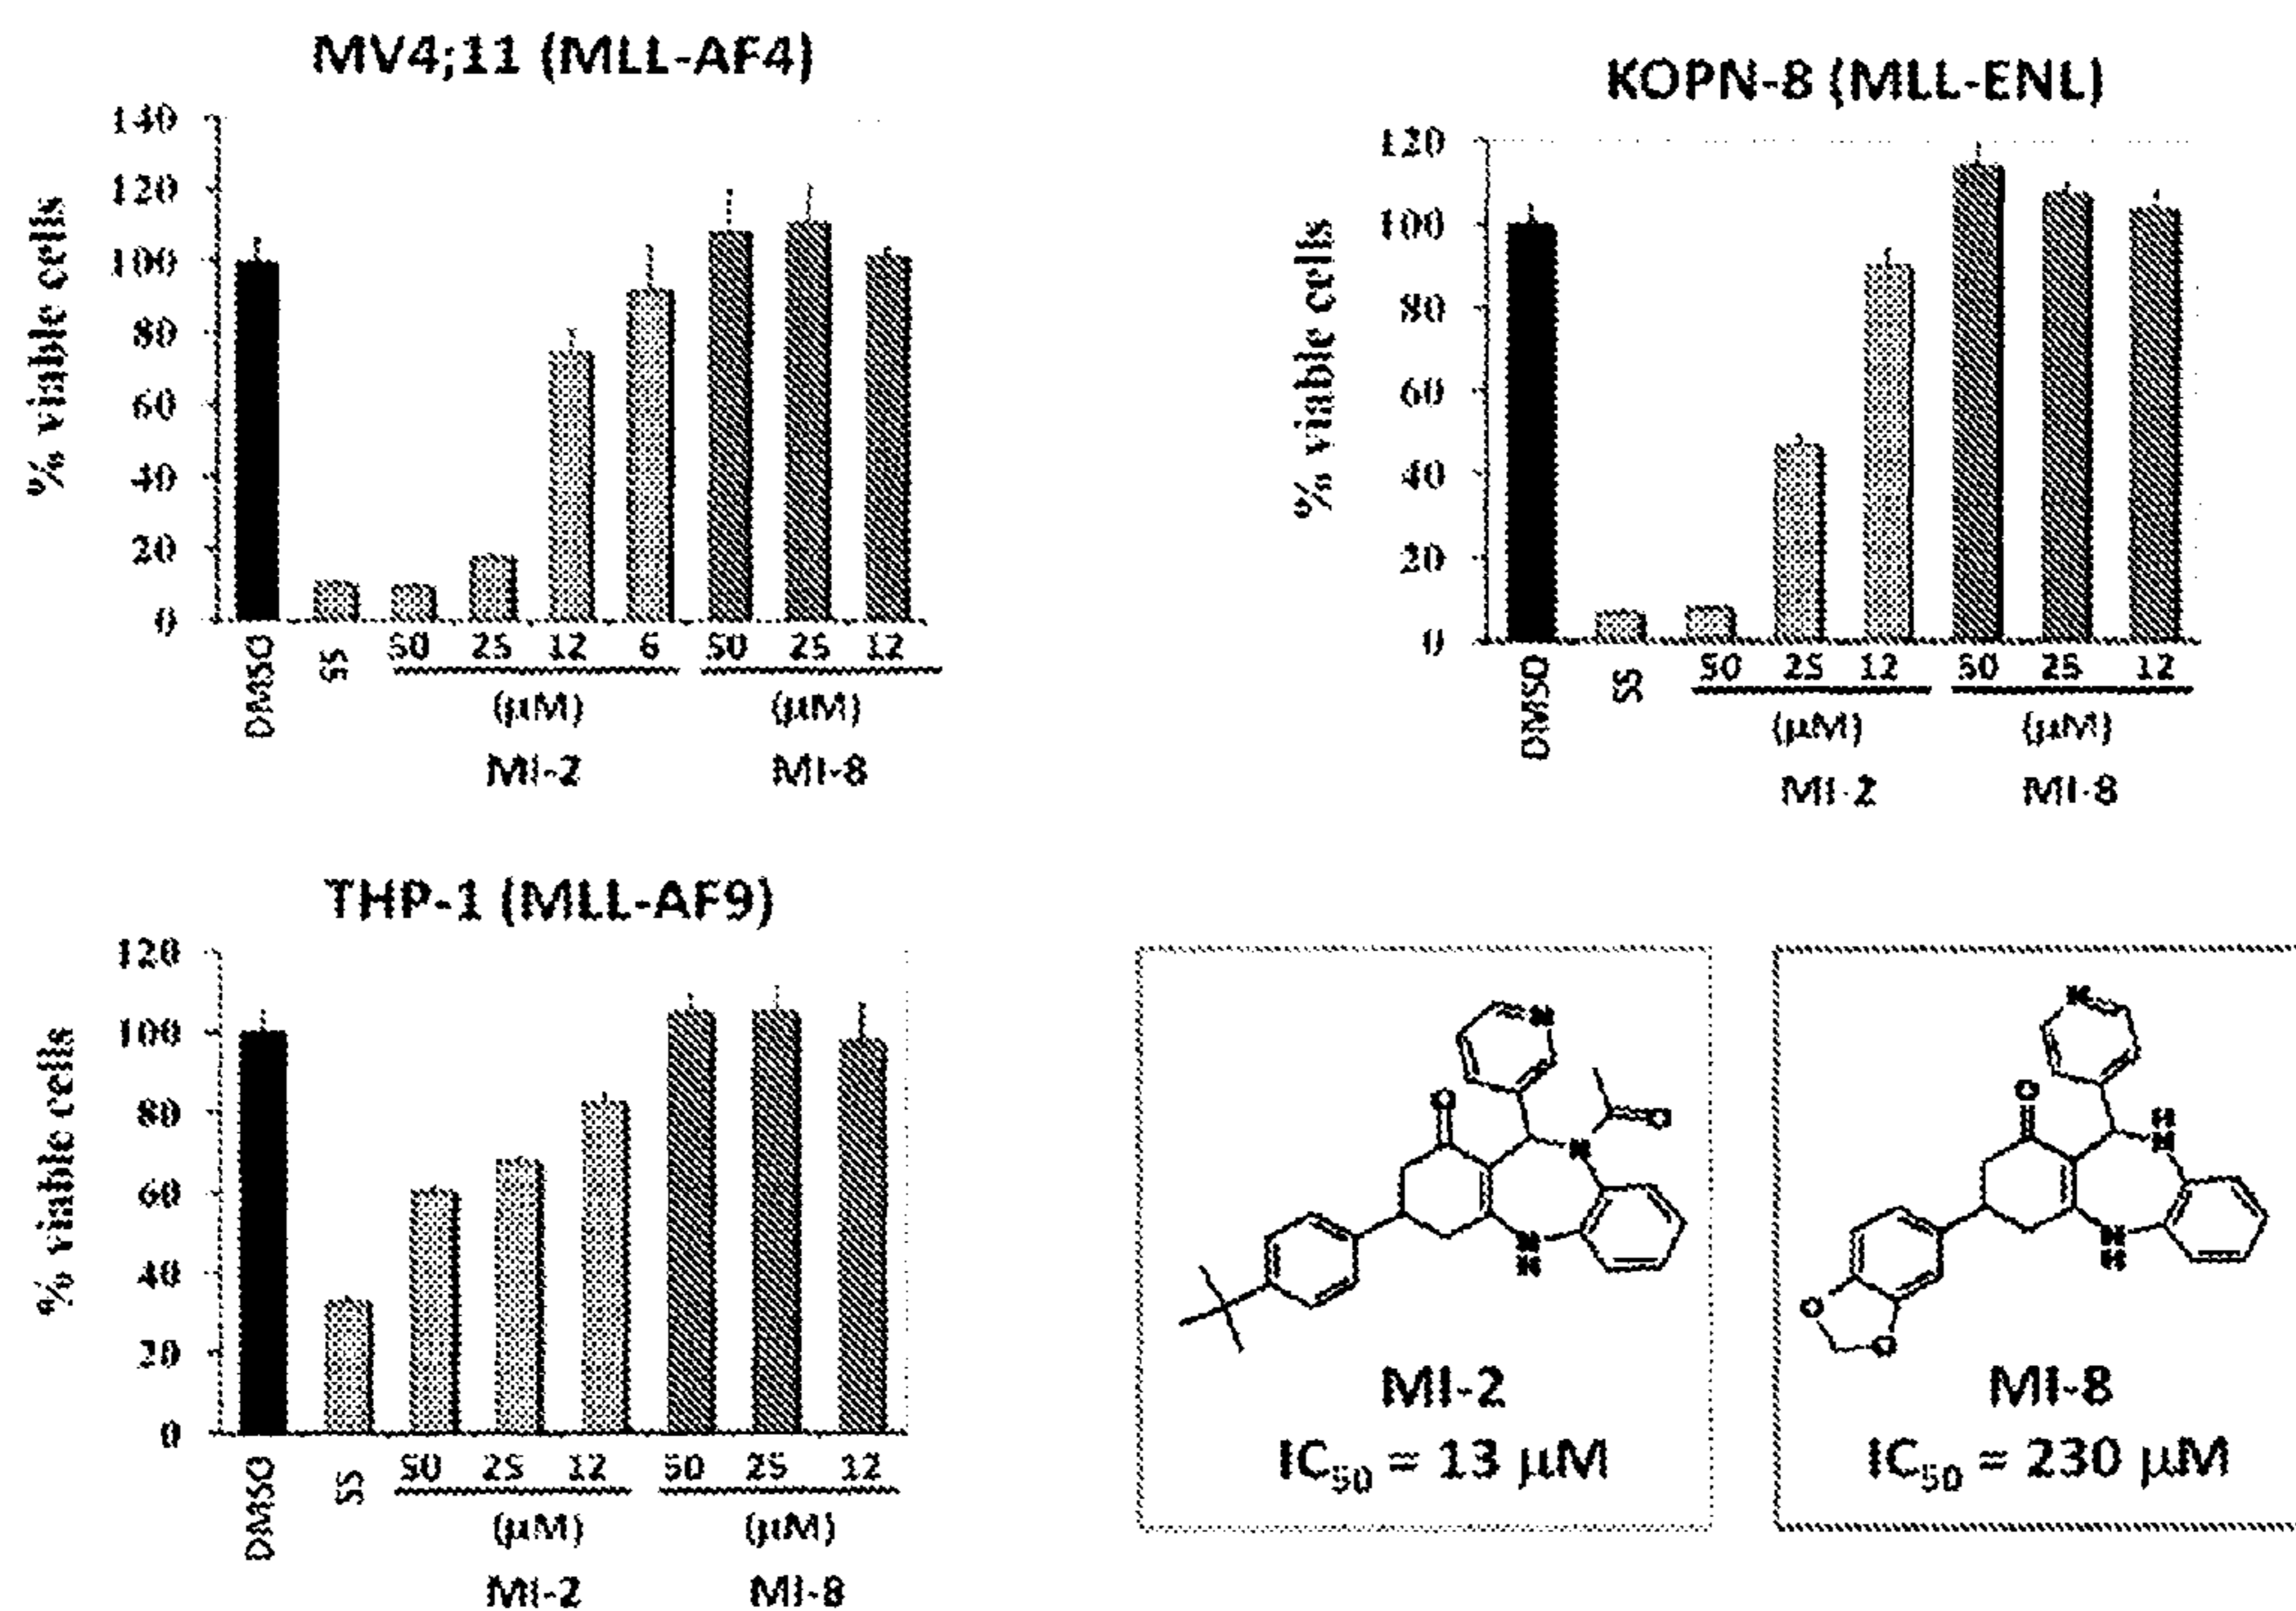 MV4;11 (MLL-AF4)
% viable cells
140
120
100
80
60
40
20
0
DMSO
SS
50 25 12 6 50 25 12
(μM) (μM)
MI-2 MI-8
KOPN-8 (MLL-ENL)
% viable cells
120
100
80
60
40
20
0
DMSO
SS
50 25 12 50 25 12
(μM) (μM)
MI-2 MI-8
THP-1 (MLL-AF9)
% viable cells
120
100
80
60
40
20
0
DMSO
SS
50 25 12 50 25 12
(μM) (μM)
MI-2 MI-8
N
O
N
O
N
H
MI-2
IC50 = 13 μM
N
O
H
N
N
H
O
O
MI-8
IC50 = 230 μM